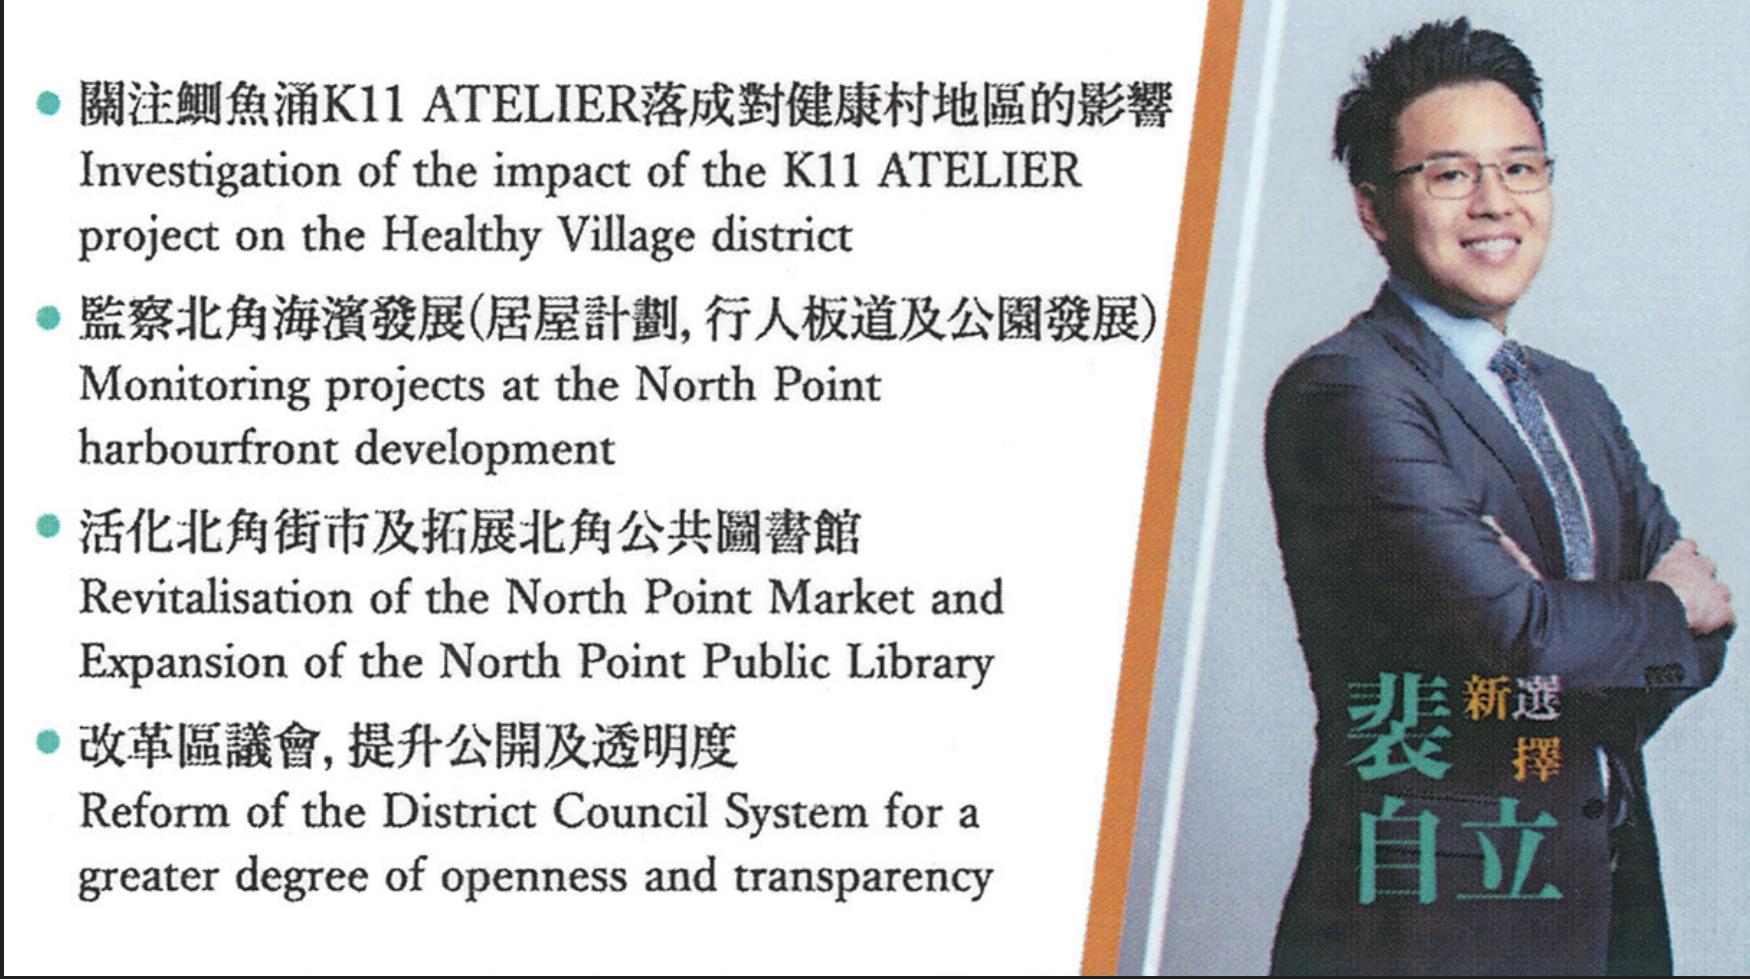 關注鰂魚涌K11 ATELIER落成對健康村地區的影響
Investigation of the impact of the K11 ATELIER
project on the Healthy Village district
監察北角海濱發展(居屋計劃, 行人板道及公園發展)
Monitoring projects at the North Point
harbourfront development
活化北角街市及拓展北角公共圖書館
Revitalisation of the North Point Market and
Expansion of the North Point Public Library
改革區議會, 提升公開及透明度
Reform of the District Council System for a
greater degree of openness and transparency
新選擇
裴自立